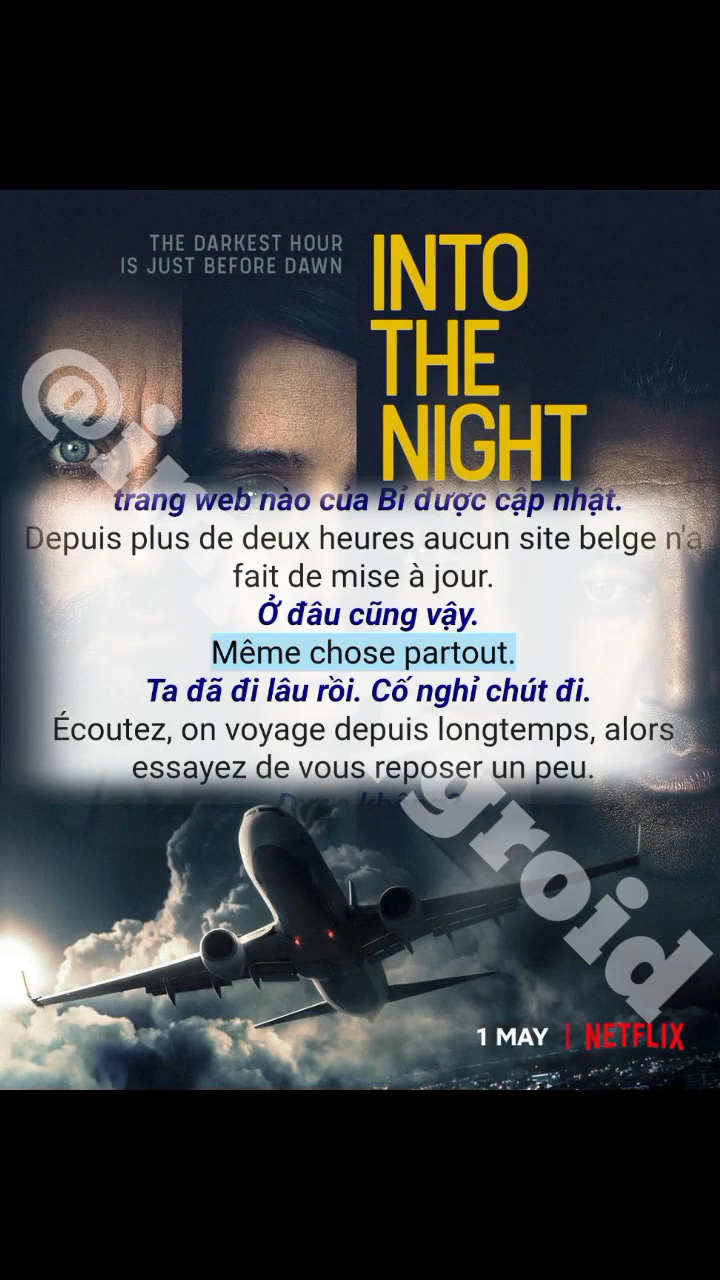 THE DARKEST HOUR
IS JUST BEFORE DAWN
INTO
THE
NIGHT
trang web nào của Bỉ được cập nhật.
Depuis plus de deux heures aucun site belge n'a
fait de mise à jour.
Ở đâu cũng vậy.
Même chose partout.
Ta đã đi lâu rồi. Cố nghỉ chút đi.
Écoutez, on voyage depuis longtemps, alors
essayez de vous reposer un peu.
groid
1 MAY | NETFLIX